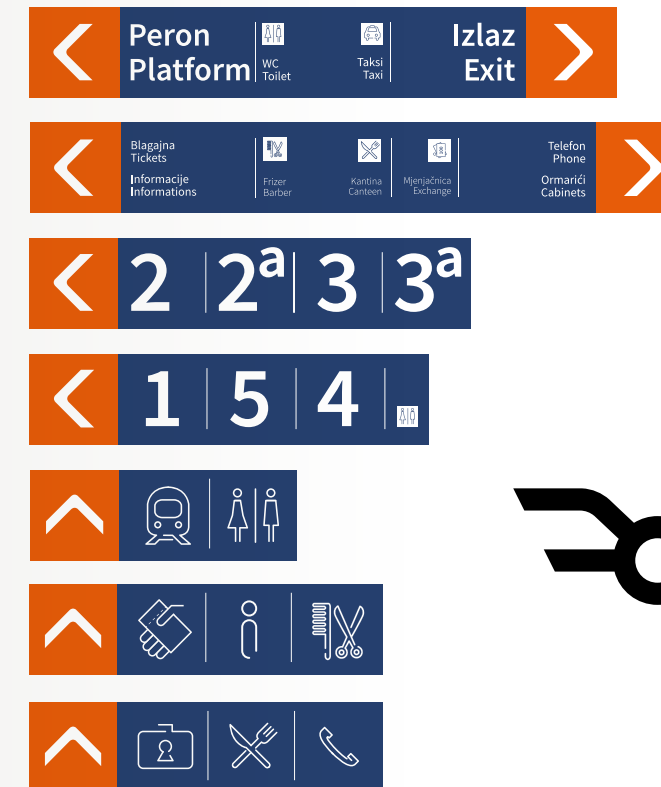 Peron
Platform
WC
Toilet
Taksi
Taxi
Izlaz
Exit
Blagajna
Tickets
Informacije
Informations
Frizer
Barber
Kantina
Canteen
Mjenjačnica
Exchange
Telefon
Phone
Ormarići
Cabinets
2 2ª 3 3ª
1 5 4